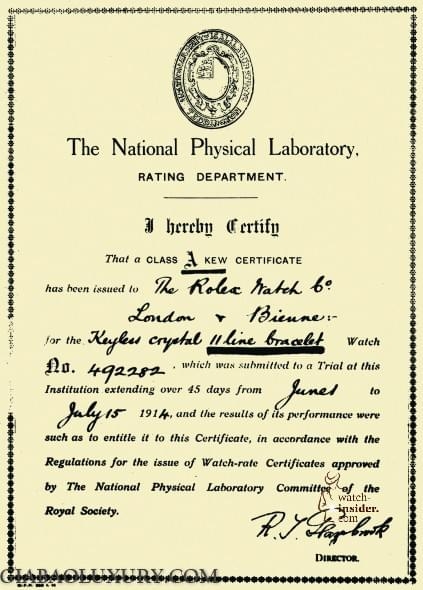 The National Physical Laboratory,
RATING DEPARTMENT.
I hereby Certify
That a CLASS A KEW CERTIFICATE
has been issued to The Rolex Watch Co.
London & Bienne:-
for the Keyless crystal 11 line bracelet Watch
No. 492282, which was submitted to a Trial at this
Institution extending over 45 days from June 1 to
July 15 1914, and the results of its performance were
such as to entitle it to this Certificate, in accordance with the
Regulations for the issue of Watch-rate Certificates approved
by The National Physical Laboratory Committee of the
Royal Society.
watch-
insider.
com
R. T. Glazebrook
DIRECTOR.
GIABAOLUXURY.COM